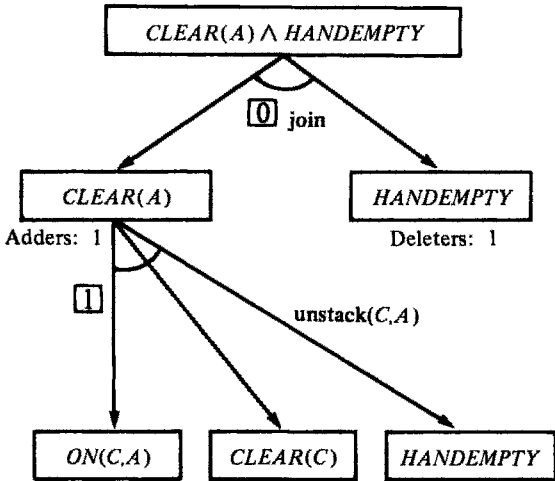 CLEAR(A) ∧ HANDEMPTY
0 join
CLEAR(A)
HANDEMPTY
Adders: 1
Deleters: 1
1
unstack(C,A)
ON(C,A)
CLEAR(C)
HANDEMPTY